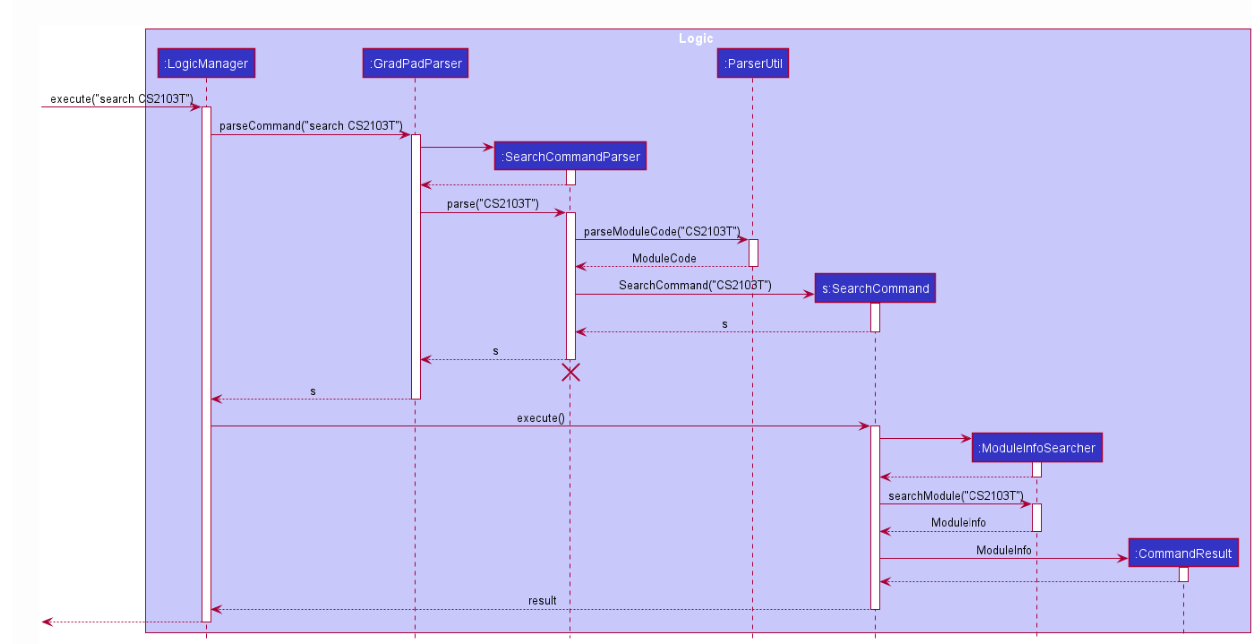 Logic
:LogicManager
:GradPadParser
:ParserUtil
execute("search CS2103T")
parseCommand("search CS2103T")
:SearchCommandParser
parse("CS2103T")
parseModuleCode("CS2103T")
ModuleCode
SearchCommand("CS2103T")
s:SearchCommand
s
s
s
execute()
:ModuleInfoSearcher
searchModule("CS2103T")
ModuleInfo
ModuleInfo
:CommandResult
result